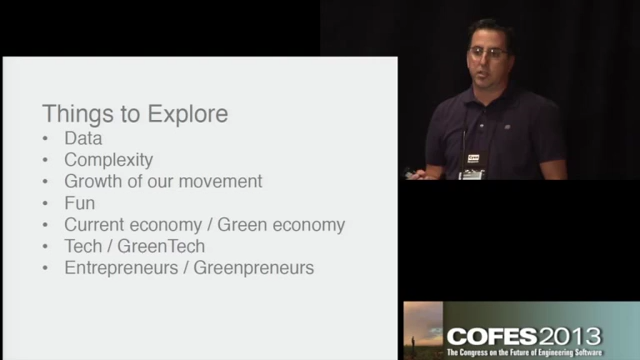 Things to Explore
• Data
• Complexity
• Growth of our movement
• Fun
• Current economy / Green economy
• Tech / GreenTech
• Entrepreneurs / Greenpreneurs
COFES2013
The Congress on the Future of Engineering Software